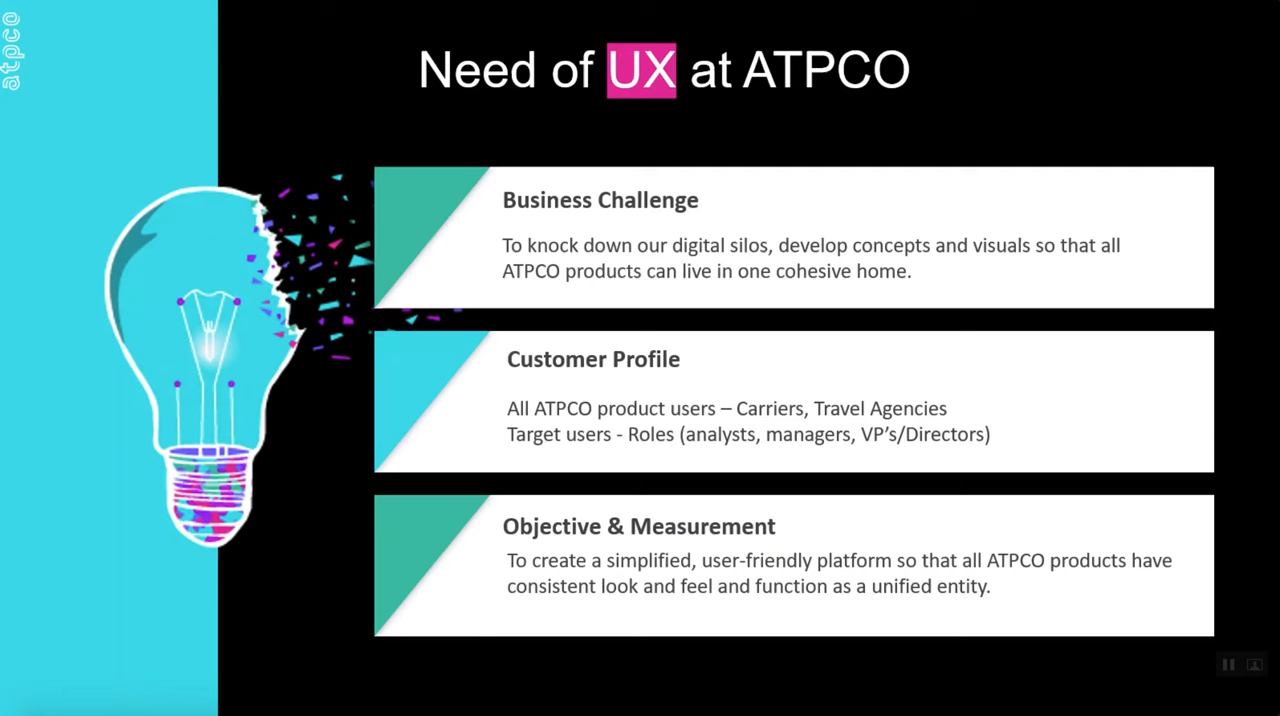 atpco
Need of UX at ATPCO
Business Challenge
To knock down our digital silos, develop concepts and visuals so that all
ATPCO products can live in one cohesive home.
Customer Profile
All ATPCO product users – Carriers, Travel Agencies
Target users - Roles (analysts, managers, VP’s/Directors)
Objective & Measurement
To create a simplified, user-friendly platform so that all ATPCO products have
consistent look and feel and function as a unified entity.